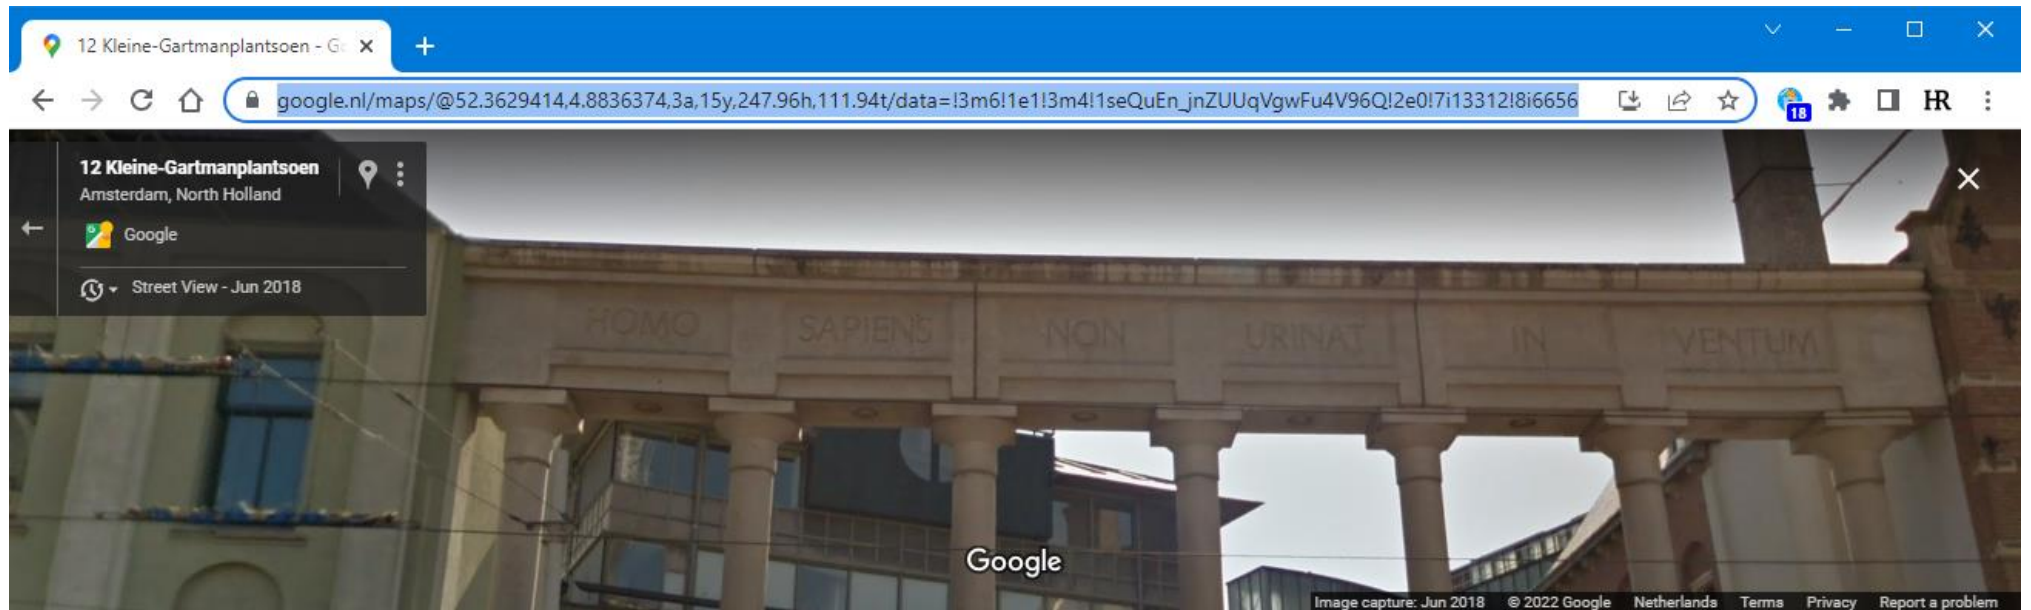 12 Kleine-Gartmanplantsoen - G
google.nl/maps/@52.3629414,4.8836374,3a,15y,247.96h,111.94t/data=!3m6!1e1!3m4!1seQuEn_jnZUUqVgwFu4V96Q!2e0!7i13312!8i6656
18
HR
12 Kleine-Gartmanplantsoen
Amsterdam, North Holland
Google
Street View - Jun 2018
HOMO SAPIENS NON URINAT IN VENTUM
Google
Image capture: Jun 2018 © 2022 Google Netherlands Terms Privacy Report a problem